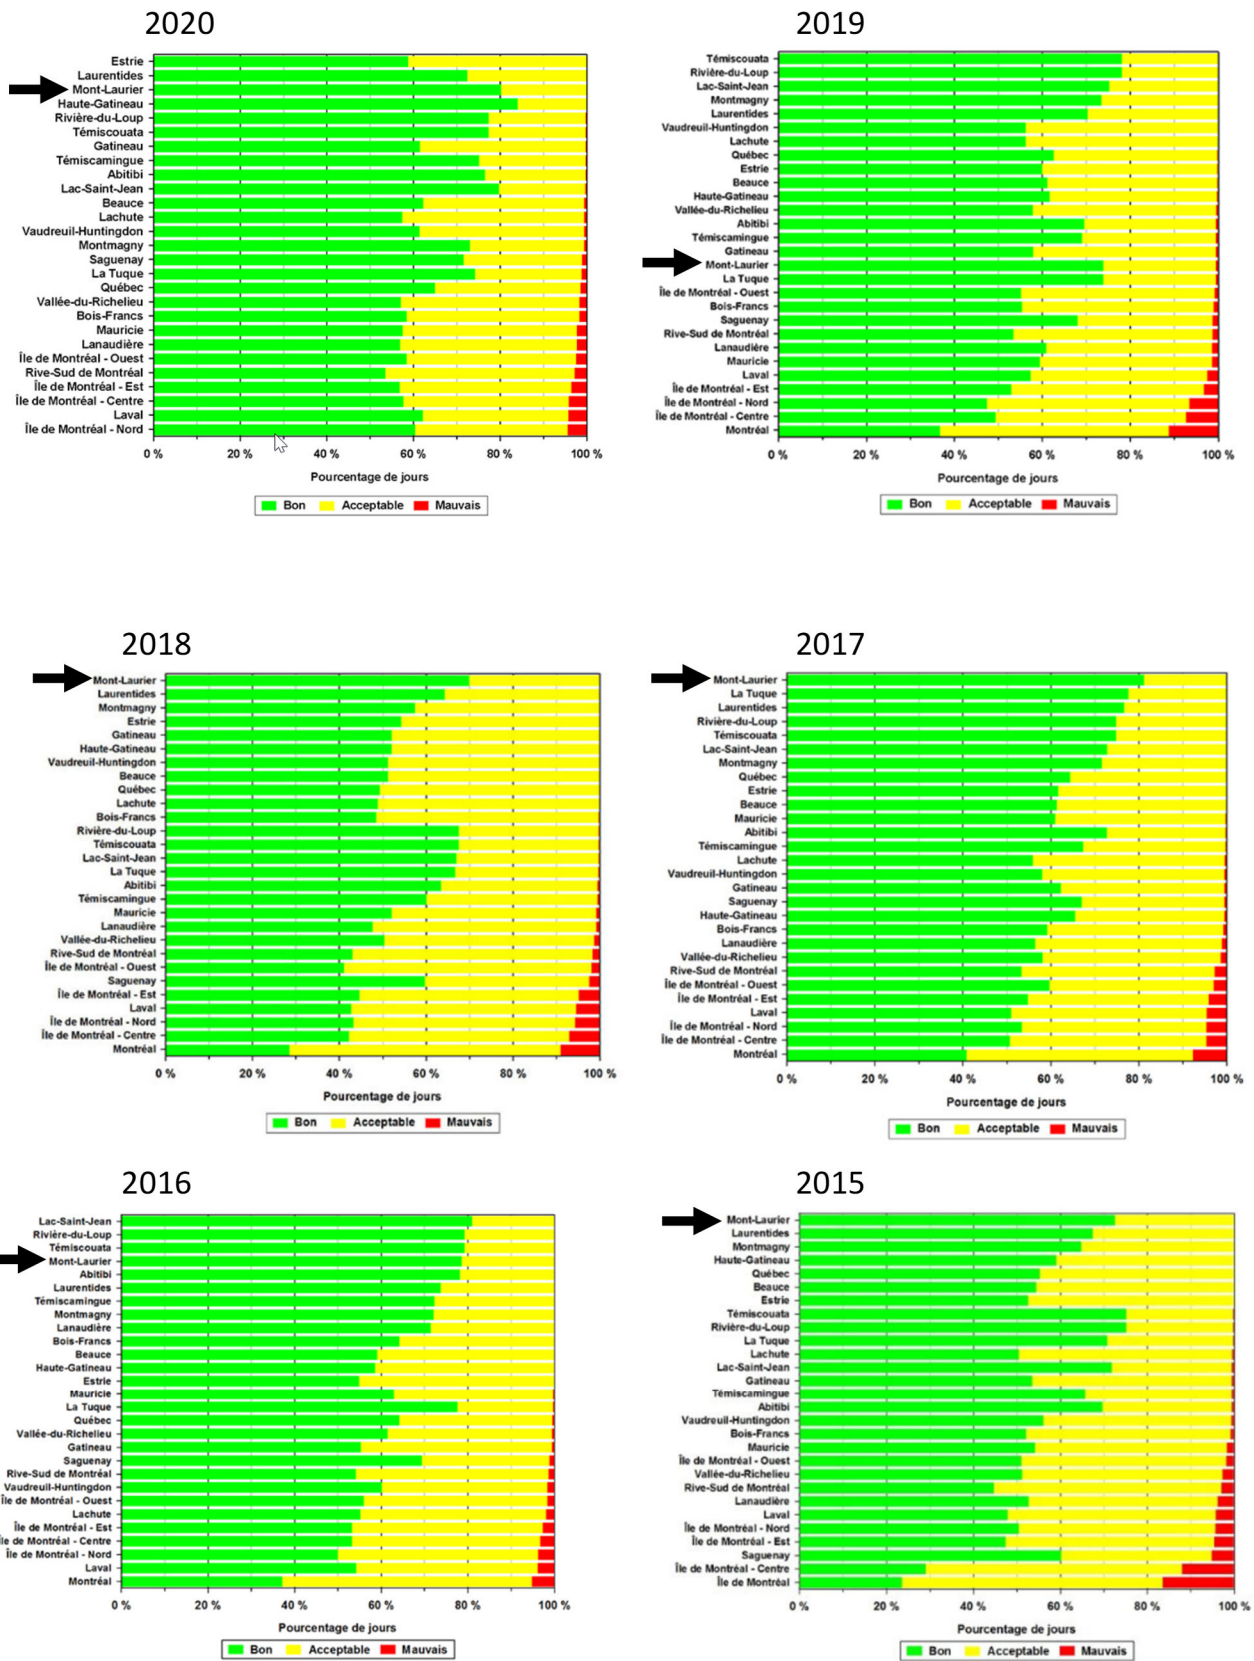 2020
Estrie
Laurentides
Mont-Laurier
Haute-Gatineau
Rivière-du-Loup
Témiscouata
Gatineau
Témiscamingue
Abitibi
Lac-Saint-Jean
Beauce
Lachute
Vaudreuil-Huntingdon
Montmagny
Saguenay
La Tuque
Québec
Vallée-du-Richelieu
Bois-Francs
Mauricie
Lanaudière
Île de Montréal - Ouest
Rive-Sud de Montréal
Île de Montréal - Est
Île de Montréal - Centre
Laval
Île de Montréal - Nord
0 % 20 % 40 % 60 % 80 % 100 %
Pourcentage de jours
Bon Acceptable Mauvais
2019
Témiscouata
Rivière-du-Loup
Lac-Saint-Jean
Montmagny
Laurentides
Vaudreuil-Huntingdon
Lachute
Québec
Estrie
Beauce
Haute-Gatineau
Vallée-du-Richelieu
Abitibi
Témiscamingue
Gatineau
Mont-Laurier
La Tuque
Île de Montréal - Ouest
Bois-Francs
Saguenay
Rive-Sud de Montréal
Lanaudière
Mauricie
Laval
Île de Montréal - Est
Île de Montréal - Nord
Île de Montréal - Centre
Montréal
0 % 20 % 40 % 60 % 80 % 100 %
Pourcentage de jours
Bon Acceptable Mauvais
2018
Mont-Laurier
Laurentides
Montmagny
Estrie
Gatineau
Haute-Gatineau
Vaudreuil-Huntingdon
Beauce
Québec
Lachute
Bois-Francs
Rivière-du-Loup
Témiscouata
Lac-Saint-Jean
La Tuque
Abitibi
Témiscamingue
Mauricie
Lanaudière
Vallée-du-Richelieu
Rive-Sud de Montréal
Île de Montréal - Ouest
Saguenay
Île de Montréal - Est
Laval
Île de Montréal - Nord
Île de Montréal - Centre
Montréal
0 % 20 % 40 % 60 % 80 % 100 %
Pourcentage de jours
Bon Acceptable Mauvais
2017
Mont-Laurier
La Tuque
Laurentides
Rivière-du-Loup
Témiscouata
Lac-Saint-Jean
Montmagny
Québec
Estrie
Beauce
Mauricie
Abitibi
Témiscamingue
Lachute
Vaudreuil-Huntingdon
Gatineau
Saguenay
Haute-Gatineau
Bois-Francs
Lanaudière
Vallée-du-Richelieu
Rive-Sud de Montréal
Île de Montréal - Ouest
Île de Montréal - Est
Laval
Île de Montréal - Nord
Île de Montréal - Centre
Montréal
0 % 20 % 40 % 60 % 80 % 100 %
Pourcentage de jours
Bon Acceptable Mauvais
2016
Lac-Saint-Jean
Rivière-du-Loup
Témiscouata
Mont-Laurier
Abitibi
Laurentides
Témiscamingue
Montmagny
Lanaudière
Bois-Francs
Beauce
Haute-Gatineau
Estrie
Mauricie
La Tuque
Québec
Vallée-du-Richelieu
Gatineau
Saguenay
Rive-Sud de Montréal
Vaudreuil-Huntingdon
Île de Montréal - Ouest
Lachute
Île de Montréal - Est
le de Montréal - Centre
Île de Montréal - Nord
Laval
Montréal
0 % 20 % 40 % 60 % 80 % 100 %
Pourcentage de jours
Bon Acceptable Mauvais
2015
Mont-Laurier
Laurentides
Montmagny
Haute-Gatineau
Québec
Beauce
Estrie
Témiscouata
Rivière-du-Loup
La Tuque
Lachute
Lac-Saint-Jean
Gatineau
Témiscamingue
Abitibi
Vaudreuil-Huntingdon
Bois-Francs
Mauricie
Île de Montréal - Ouest
Vallée-du-Richelieu
Rive-Sud de Montréal
Lanaudière
Laval
Île de Montréal - Nord
Île de Montréal - Est
Saguenay
Île de Montréal - Centre
Île de Montréal
0 % 20 % 40 % 60 % 80 % 100 %
Pourcentage de jours
Bon Acceptable Mauvais